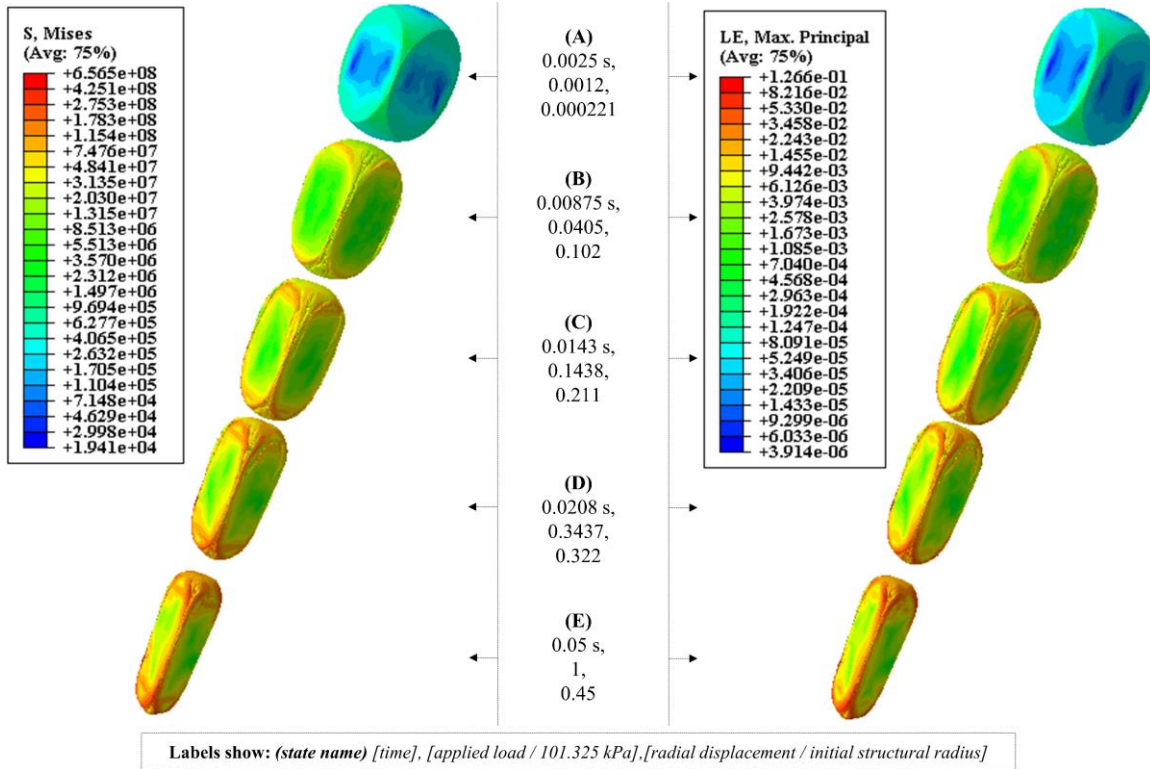 S, Mises
(Avg: 75%)
+6.565e+08
+4.251e+08
+2.753e+08
+1.783e+08
+1.154e+08
+7.476e+07
+4.841e+07
+3.135e+07
+2.030e+07
+1.315e+07
+8.513e+06
+5.513e+06
+3.570e+06
+2.312e+06
+1.497e+06
+9.694e+05
+6.277e+05
+4.065e+05
+2.632e+05
+1.705e+05
+1.104e+05
+7.148e+04
+4.629e+04
+2.998e+04
+1.941e+04
(A)
0.0025 s,
0.0012,
0.000221
(B)
0.00875 s,
0.0405,
0.102
(C)
0.0143 s,
0.1438,
0.211
(D)
0.0208 s,
0.3437,
0.322
(E)
0.05 s,
1,
0.45
LE, Max. Principal
(Avg: 75%)
+1.266e-01
+8.216e-02
+5.330e-02
+3.458e-02
+2.243e-02
+1.455e-02
+9.442e-03
+6.126e-03
+3.974e-03
+2.578e-03
+1.673e-03
+1.085e-03
+7.040e-04
+4.568e-04
+2.963e-04
+1.922e-04
+1.247e-04
+8.091e-05
+5.249e-05
+3.406e-05
+2.209e-05
+1.433e-05
+9.299e-06
+6.033e-06
+3.914e-06
Labels show: (state name) [time], [applied load / 101.325 kPa],[radial displacement / initial structural radius]